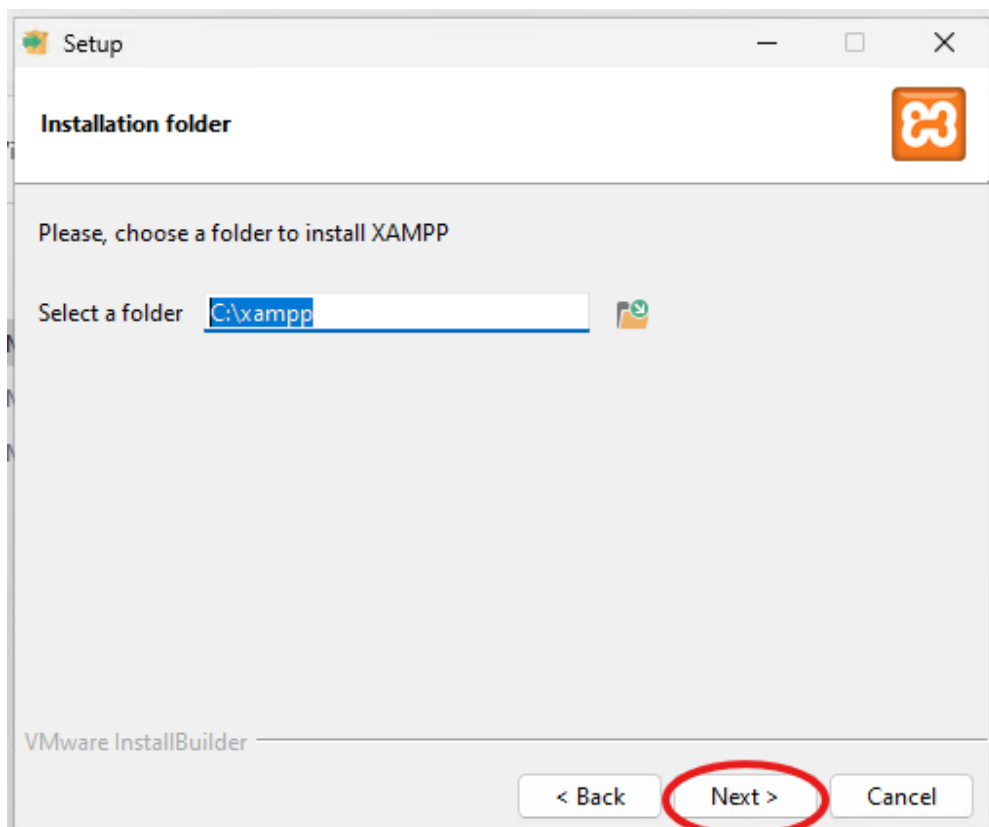 Setup
Installation folder
Please, choose a folder to install XAMPP
Select a folder C:\xampp
VMware InstallBuilder
< Back Next > Cancel